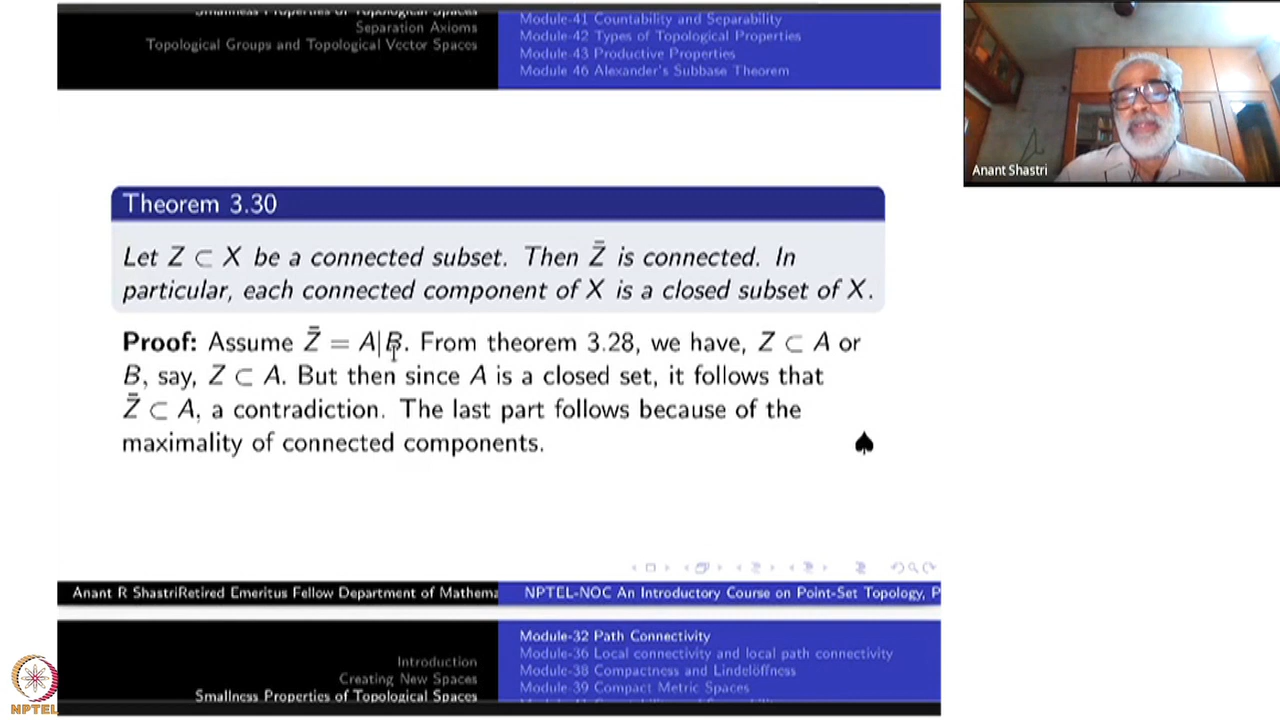 Smallness Properties of Topological Spaces
Separation Axioms
Topological Groups and Topological Vector Spaces
Module-41 Countability and Separability
Module-42 Types of Topological Properties
Module-43 Productive Properties
Module 46 Alexander's Subbase Theorem
Anant Shastri
Theorem 3.30
Let Z ⊂ X be a connected subset. Then Z̄ is connected. In
particular, each connected component of X is a closed subset of X.
Proof: Assume Z̄ = A|B. From theorem 3.28, we have, Z ⊂ A or
B, say, Z ⊂ A. But then since A is a closed set, it follows that
Z̄ ⊂ A, a contradiction. The last part follows because of the
maximality of connected components. ♠
Anant R ShastriRetired Emeritus Fellow Department of Mathema
NPTEL-NOC An Introductory Course on Point-Set Topology, P
Introduction
Creating New Spaces
Smallness Properties of Topological Spaces
Module-32 Path Connectivity
Module-36 Local connectivity and local path connectivity
Module-38 Compactness and Lindelöffness
Module-39 Compact Metric Spaces
NPTEL